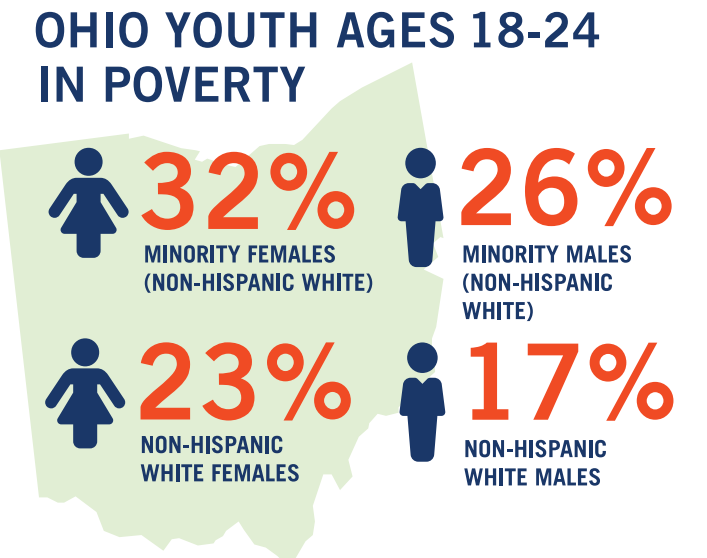 OHIO YOUTH AGES 18-24
IN POVERTY
32%
MINORITY FEMALES
(NON-HISPANIC WHITE)
26%
MINORITY MALES
(NON-HISPANIC
WHITE)
23%
NON-HISPANIC
WHITE FEMALES
17%
NON-HISPANIC
WHITE MALES